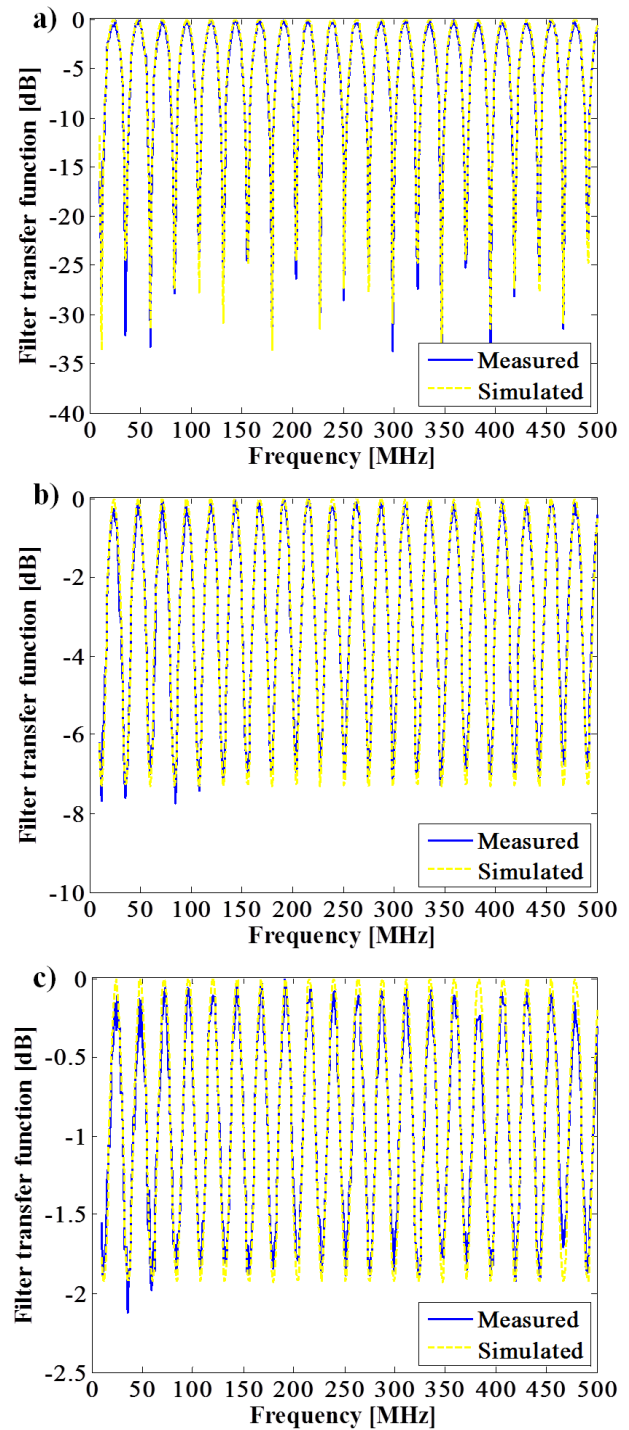 a)
Filter transfer function [dB]
0
-5
-10
-15
-20
-25
-30
-35
-40
Measured
Simulated
0 50 100 150 200 250 300 350 400 450 500
Frequency [MHz]
b)
Filter transfer function [dB]
0
-2
-4
-6
-8
-10
Measured
Simulated
0 50 100 150 200 250 300 350 400 450 500
Frequency [MHz]
c)
Filter transfer function [dB]
0
-0.5
-1
-1.5
-2
-2.5
Measured
Simulated
0 50 100 150 200 250 300 350 400 450 500
Frequency [MHz]